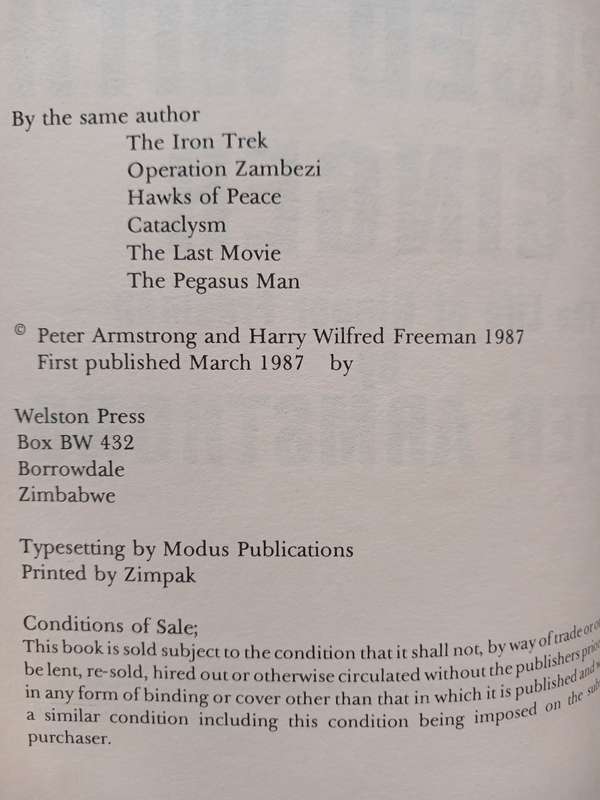 By the same author
The Iron Trek
Operation Zambezi
Hawks of Peace
Cataclysm
The Last Movie
The Pegasus Man
© Peter Armstrong and Harry Wilfred Freeman 1987
First published March 1987 by
Welston Press
Box BW 432
Borrowdale
Zimbabwe
Typesetting by Modus Publications
Printed by Zimpak
Conditions of Sale;
This book is sold subject to the condition that it shall not, by way of trade or
be lent, re-sold, hired out or otherwise circulated without the publishers
in any form of binding or cover other than that in which it is published and
a similar condition including this condition being imposed on the
purchaser.